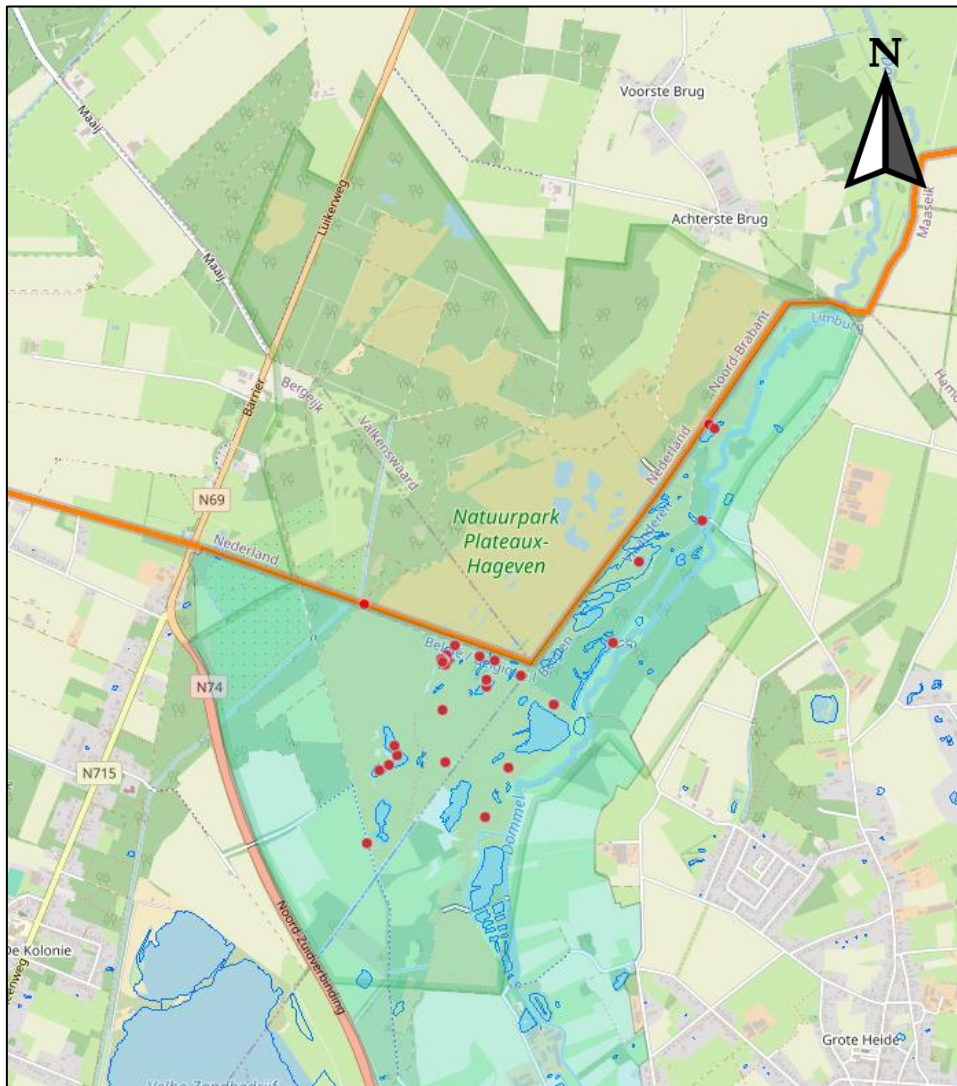 N
Voorste Brug
Maaij
Luikerweg
Achterste Brug
Maaseik
Maaij
Limburg
Noord-Brabant
Barrier
Bergeijk
Valkenswaard
Nederland
N69
Natuurpark
Plateaux-
Hageven
Nederland
N74
N715
Dommel
Noord-Zuidverbinding
De Kolonie
Grote Heide